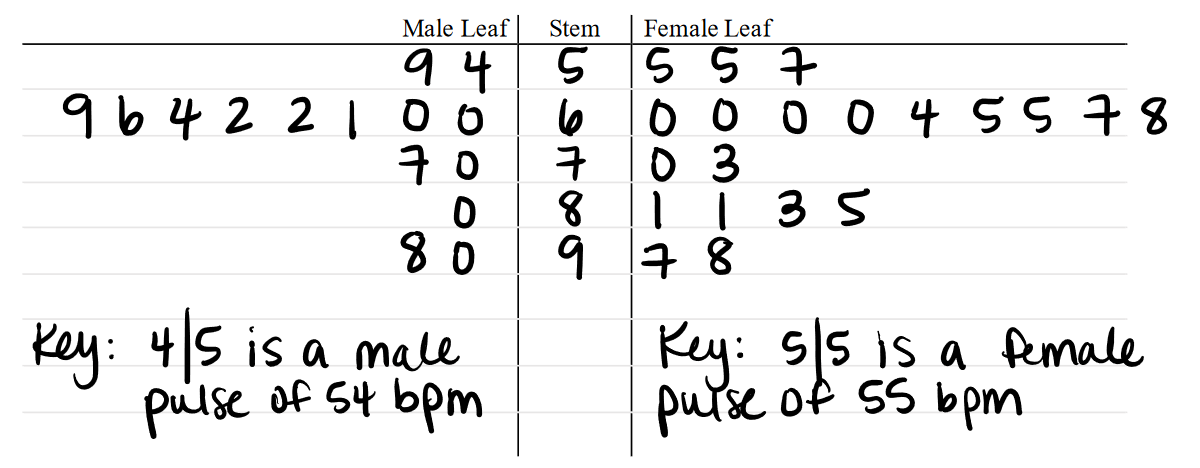 Male Leaf Stem Female Leaf
9 4 5 5 5 7
9 6 4 2 2 1 0 0 6 0 0 0 0 4 5 5 7 8
7 0 7 0 3
0 8 1 1 3 5
8 0 9 7 8
Key: 4|5 is a male
pulse of 54 bpm
Key: 5|5 is a female
pulse of 55 bpm